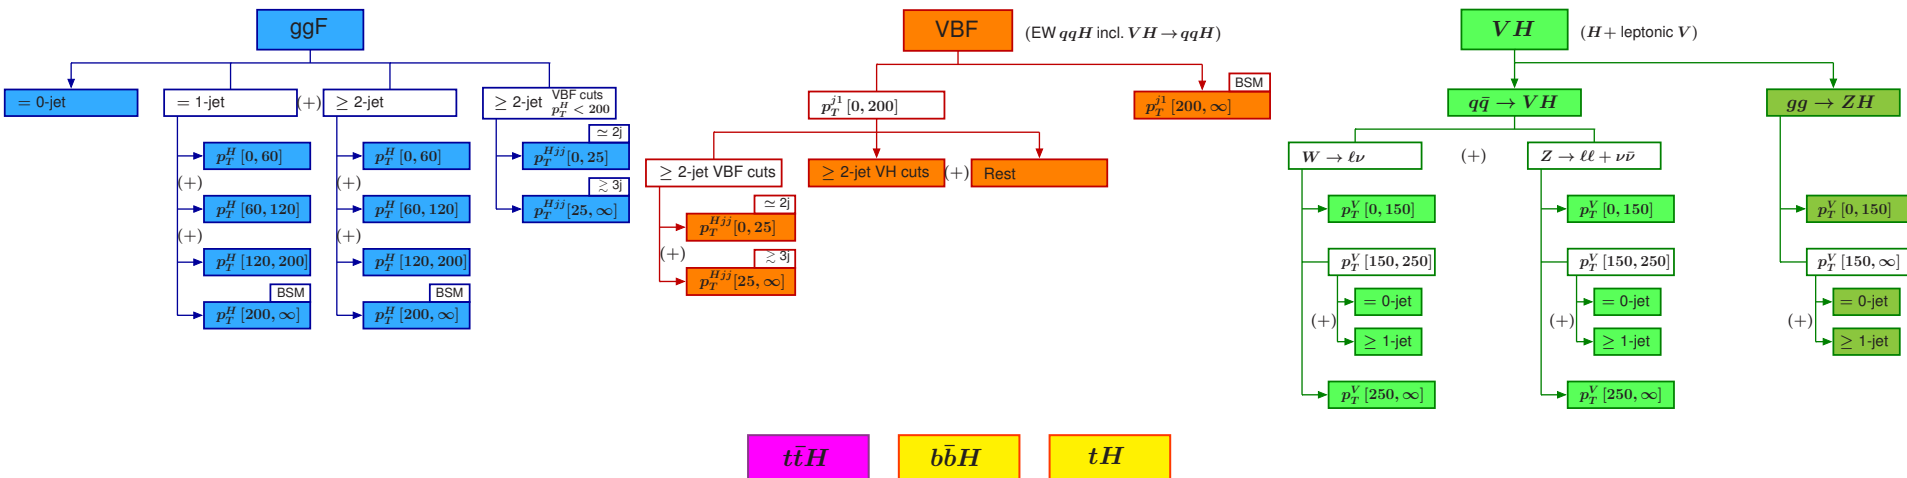 ggF
= 0-jet
= 1-jet
(+)
≥ 2-jet
≥ 2-jet VBF cuts
p_T^H < 200
p_T^H [0, 60]
(+)
p_T^H [60, 120]
(+)
p_T^H [120, 200]
BSM
p_T^H [200, ∞]
p_T^H [0, 60]
(+)
p_T^H [60, 120]
(+)
p_T^H [120, 200]
BSM
p_T^H [200, ∞]
≃ 2j
p_T^{Hjj} [0, 25]
≳ 3j
p_T^{Hjj} [25, ∞]
VBF (EW qqH incl. VH → qqH)
p_T^{j1} [0, 200]
BSM
p_T^{j1} [200, ∞]
≥ 2-jet VBF cuts
≥ 2-jet VH cuts (+) Rest
≃ 2j
p_T^{Hjj} [0, 25]
(+)
≳ 3j
p_T^{Hjj} [25, ∞]
VH (H+ leptonic V)
qq̄ → VH
gg → ZH
W → ℓν
(+)
Z → ℓℓ + νν̄
p_T^V [0, 150]
p_T^V [150, 250]
= 0-jet
(+)
≥ 1-jet
p_T^V [250, ∞]
p_T^V [0, 150]
p_T^V [150, 250]
= 0-jet
(+)
≥ 1-jet
p_T^V [250, ∞]
p_T^V [0, 150]
p_T^V [150, ∞]
= 0-jet
(+)
≥ 1-jet
tt̄H
bb̄H
tH